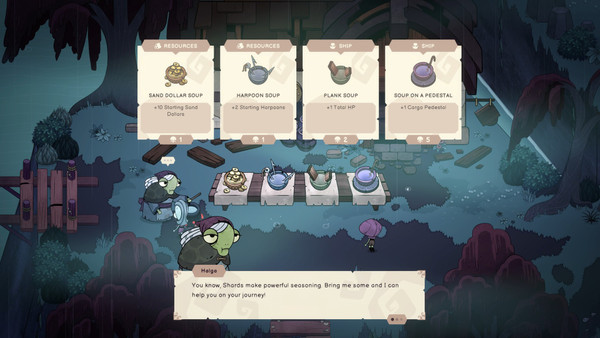 RESOURCES
RESOURCES
SHIP
SHIP
SAND DOLLAR SOUP
HARPOON SOUP
PLANK SOUP
SOUP ON A PEDESTAL
+10 Starting Sand
Dollars
+2 Starting Harpoons
+1 Total HP
+1 Cargo Pedestal
1
1
2
5
Haiga
You know, Shards make powerful seasoning. Bring me some and I can
help you on your journey!